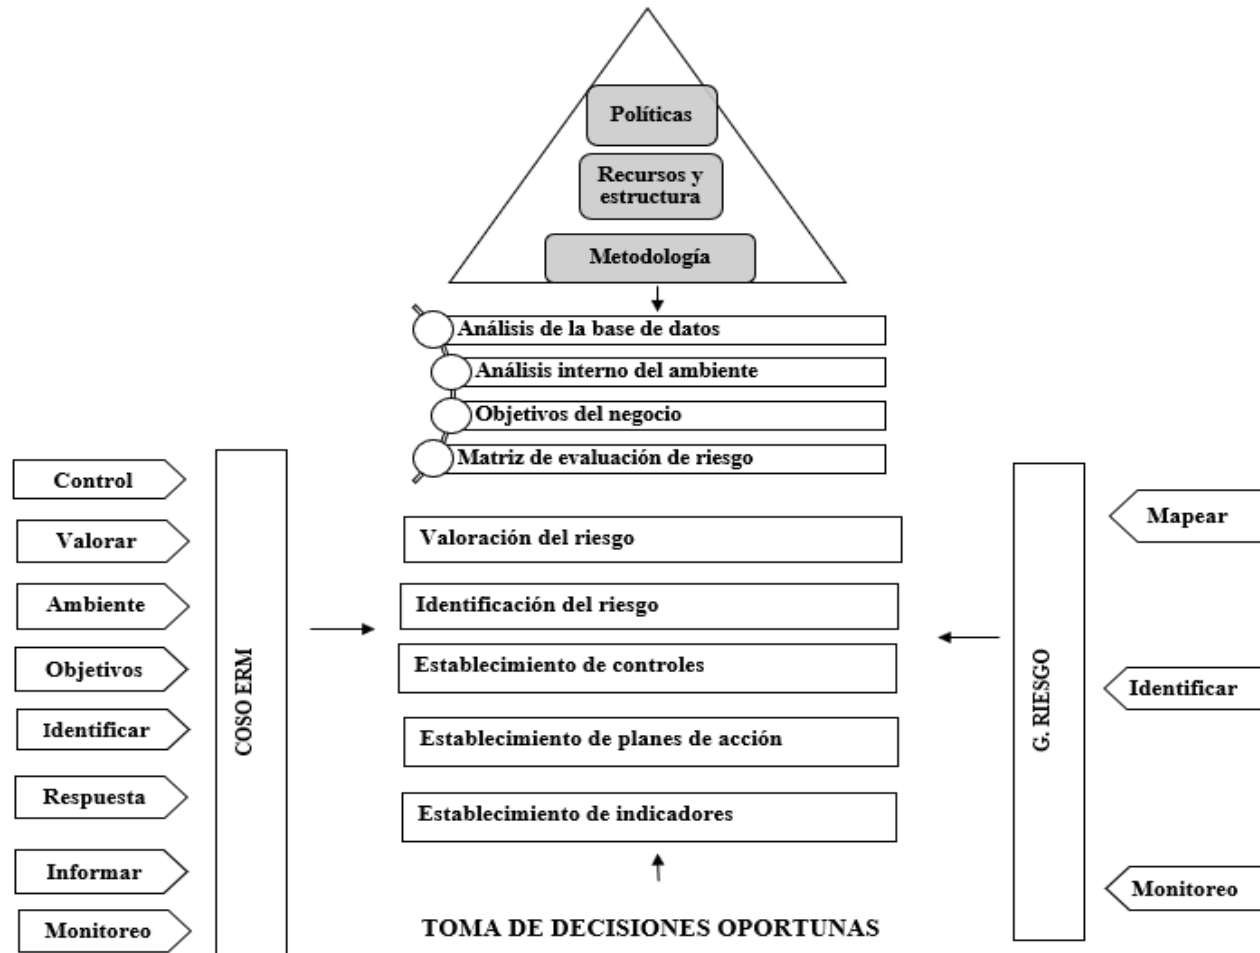 Políticas
Recursos y
estructura
Metodología
Análisis de la base de datos
Análisis interno del ambiente
Objetivos del negocio
Matriz de evaluación de riesgo
Control
Valorar
Ambiente
Objetivos
Identificar
Respuesta
Informar
Monitoreo
COSO ERM
Valoración del riesgo
Identificación del riesgo
Establecimiento de controles
Establecimiento de planes de acción
Establecimiento de indicadores
TOMA DE DECISIONES OPORTUNAS
G. RIESGO
Mapear
Identificar
Monitoreo